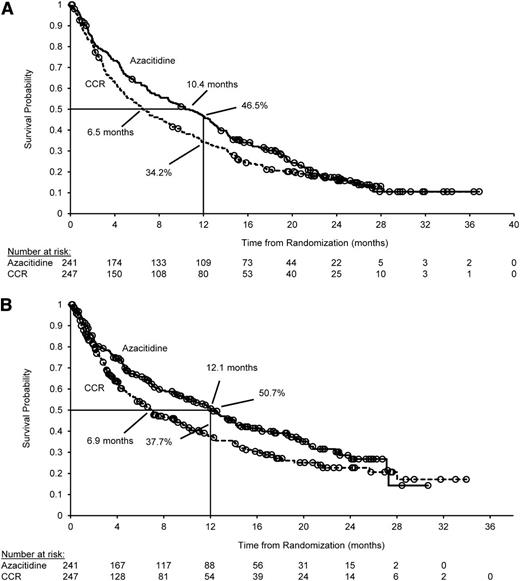 A
1
0.9
0.8
0.7
0.6
0.5
0.4
0.3
0.2
0.1
0
Survival Probability
Azacitidine
CCR
10.4 months
46.5%
6.5 months
34.2%
0 4 8 12 16 20 24 28 32 36 40
Time from Randomization (months)
Number at risk:
Azacitidine 241 174 133 109 73 44 22 5 3 2 0
CCR 247 150 108 80 53 40 25 10 3 1 0
B
1
0.9
0.8
0.7
0.6
0.5
0.4
0.3
0.2
0.1
0
Survival Probability
Azacitidine
CCR
12.1 months
50.7%
6.9 months
37.7%
0 4 8 12 16 20 24 28 32 36
Time from Randomization (months)
Number at risk:
Azacitidine 241 167 117 88 56 31 15 2 0
CCR 247 128 81 54 39 24 14 6 2 0